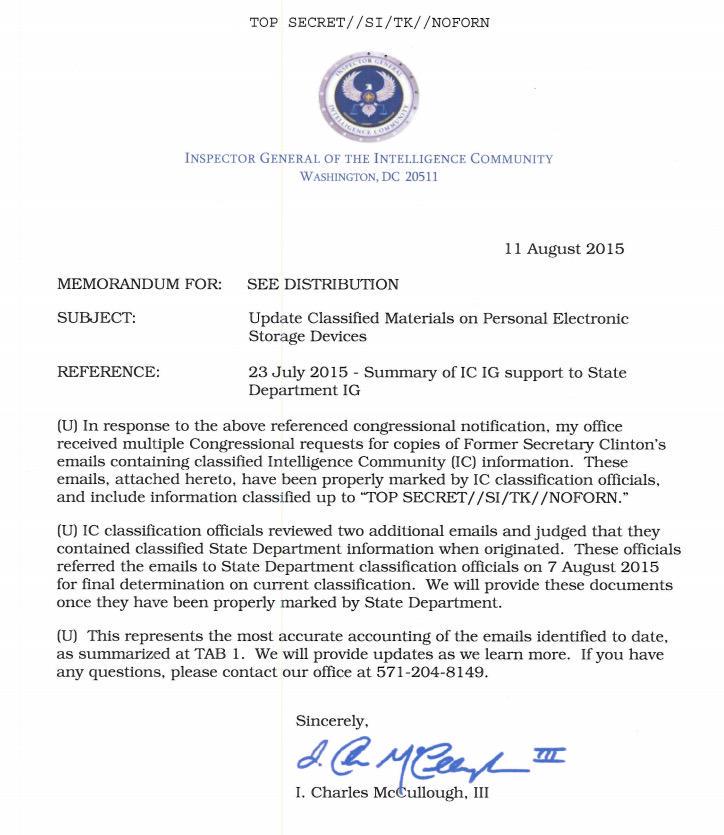 TOP SECRET//SI/TK//NOFORN
INSPECTOR GENERAL
INTELLIGENCE COMMUNITY
INSPECTOR GENERAL OF THE INTELLIGENCE COMMUNITY
WASHINGTON, DC 20511
11 August 2015
MEMORANDUM FOR: SEE DISTRIBUTION
SUBJECT: Update Classified Materials on Personal Electronic
Storage Devices
REFERENCE: 23 July 2015 - Summary of IC IG support to State
Department IG
(U) In response to the above referenced congressional notification, my office
received multiple Congressional requests for copies of Former Secretary Clinton's
emails containing classified Intelligence Community (IC) information. These
emails, attached hereto, have been properly marked by IC classification officials,
and include information classified up to "TOP SECRET//SI/TK//NOFORN."
(U) IC classification officials reviewed two additional emails and judged that they
contained classified State Department information when originated. These officials
referred the emails to State Department classification officials on 7 August 2015
for final determination on current classification. We will provide these documents
once they have been properly marked by State Department.
(U) This represents the most accurate accounting of the emails identified to date,
as summarized at TAB 1. We will provide updates as we learn more. If you have
any questions, please contact our office at 571-204-8149.
Sincerely,
I. Charles McCullough, III